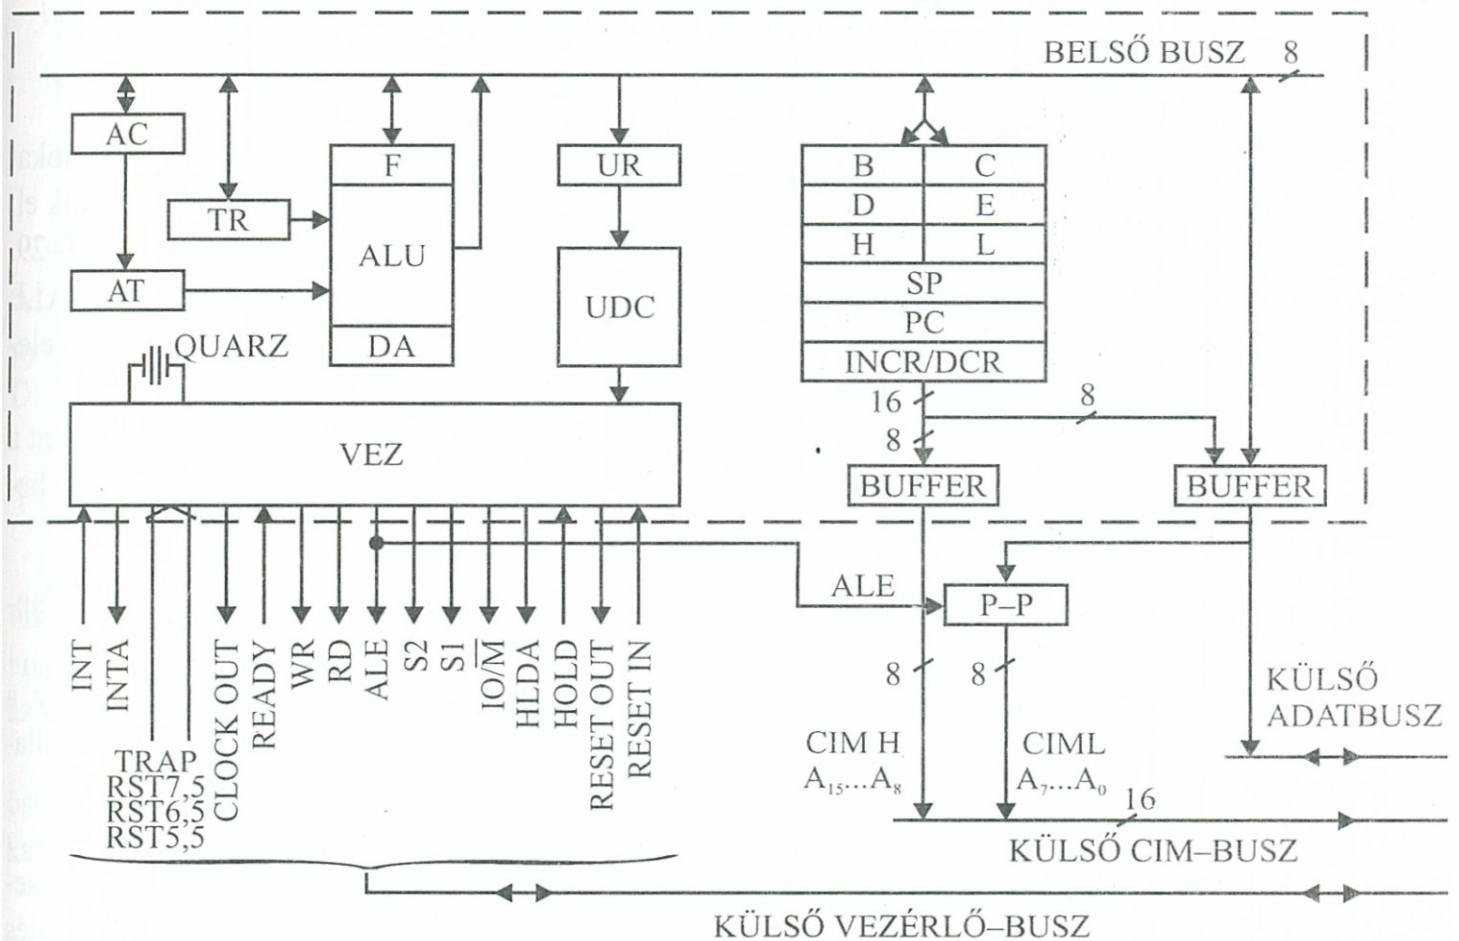 BELSŐ BUSZ 8
AC
F
UR
B C
TR
D E
ALU
H L
AT
UDC
SP
PC
QUARZ
DA
INCR/DCR
16
8
8
VEZ
BUFFER
BUFFER
INT
INTA
TRAP
RST7,5
RST6,5
RST5,5
CLOCK OUT
READY
WR
RD
ALE
S2
S1
IO/M̅
HLDA
HOLD
RESET OUT
RESET IN
ALE
P–P
8
8
KÜLSŐ
ADATBUSZ
CIM H
A₁₅...A₈
CIML
A₇...A₀
16
KÜLSŐ CIM–BUSZ
KÜLSŐ VEZÉRLŐ–BUSZ